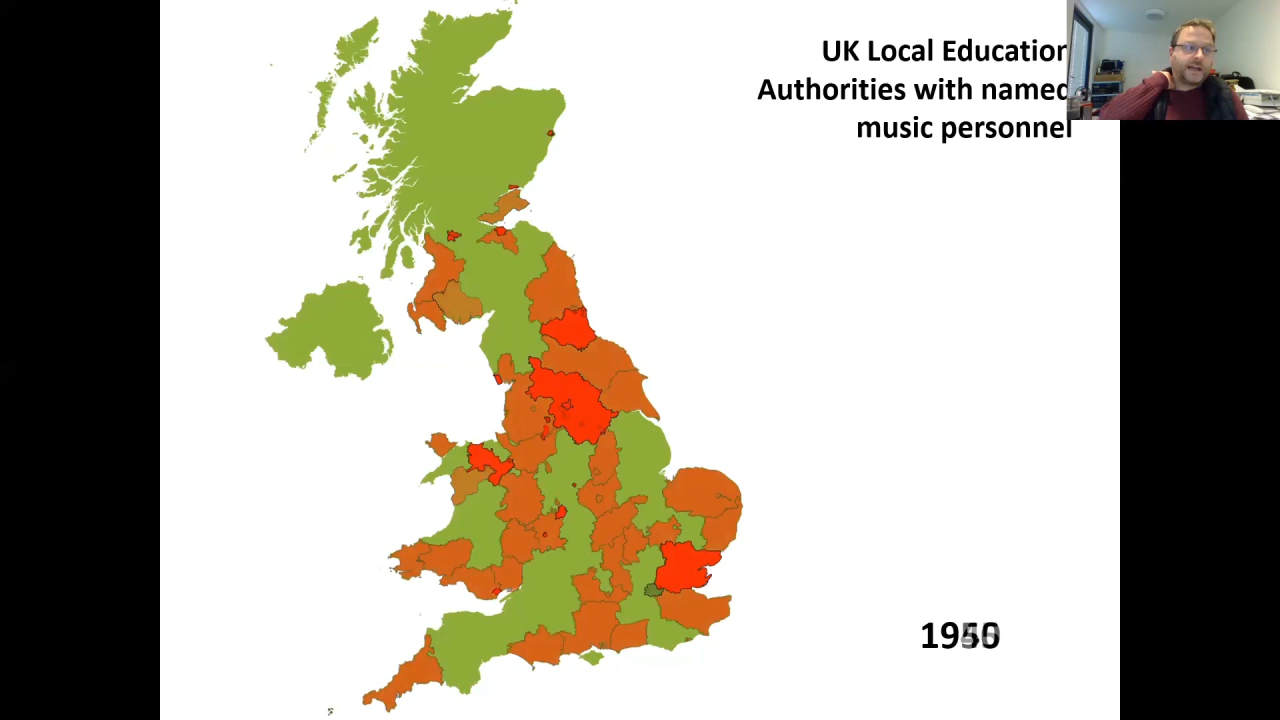 UK Local Education
Authorities with named
music personnel